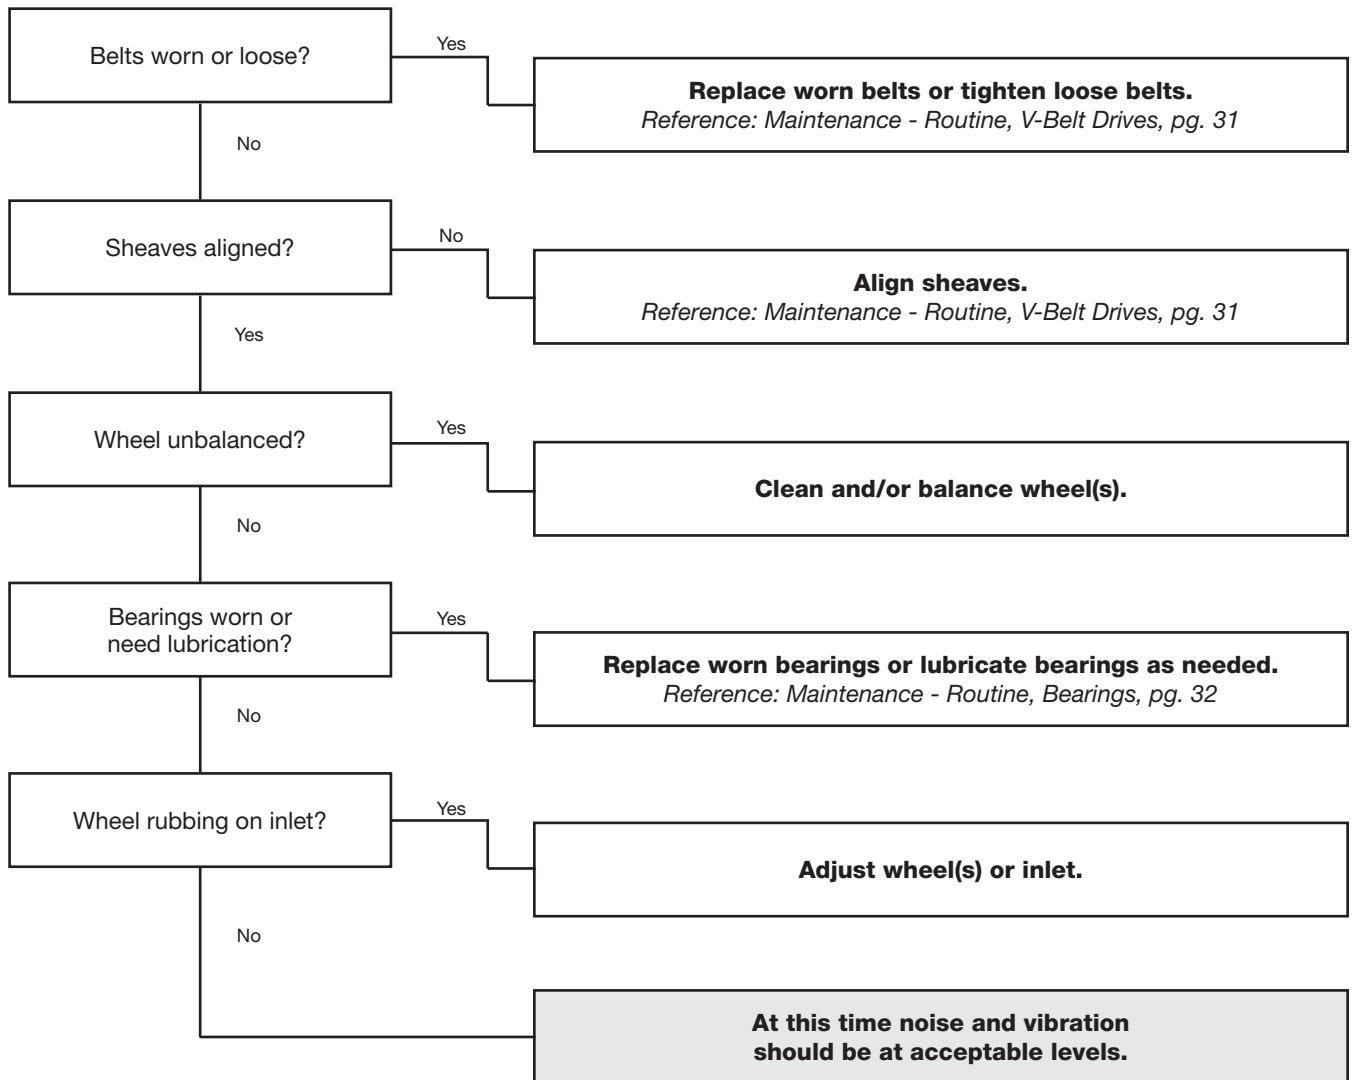 Belts worn or loose?
Yes
Replace worn belts or tighten loose belts.
Reference: Maintenance - Routine, V-Belt Drives, pg. 31
No
Sheaves aligned?
No
Align sheaves.
Reference: Maintenance - Routine, V-Belt Drives, pg. 31
Yes
Wheel unbalanced?
Yes
Clean and/or balance wheel(s).
No
Bearings worn or
need lubrication?
Yes
Replace worn bearings or lubricate bearings as needed.
Reference: Maintenance - Routine, Bearings, pg. 32
No
Wheel rubbing on inlet?
Yes
Adjust wheel(s) or inlet.
No
At this time noise and vibration
should be at acceptable levels.